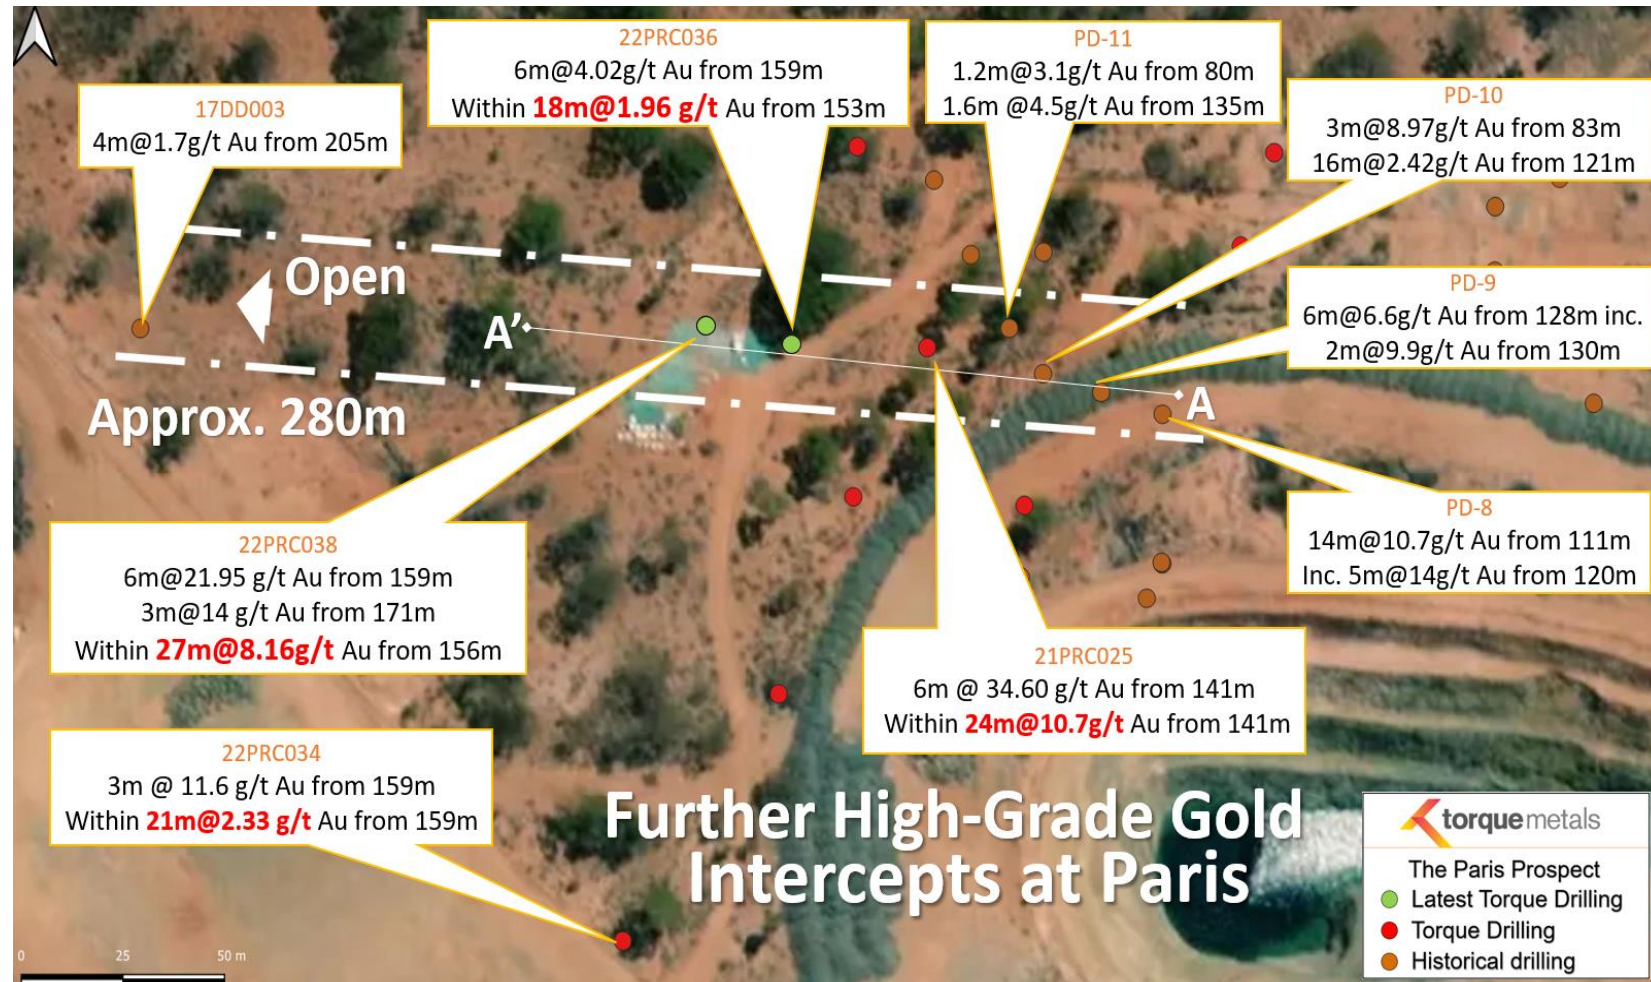 22PRC036
6m@4.02g/t Au from 159m
Within 18m@1.96 g/t Au from 153m
PD-11
1.2m@3.1g/t Au from 80m
1.6m @4.5g/t Au from 135m
PD-10
3m@8.97g/t Au from 83m
16m@2.42g/t Au from 121m
17DD003
4m@1.7g/t Au from 205m
Open
A’
A
PD-9
6m@6.6g/t Au from 128m inc.
2m@9.9g/t Au from 130m
Approx. 280m
PD-8
14m@10.7g/t Au from 111m
Inc. 5m@14g/t Au from 120m
22PRC038
6m@21.95 g/t Au from 159m
3m@14 g/t Au from 171m
Within 27m@8.16g/t Au from 156m
21PRC025
6m @ 34.60 g/t Au from 141m
Within 24m@10.7g/t Au from 141m
22PRC034
3m @ 11.6 g/t Au from 159m
Within 21m@2.33 g/t Au from 159m
Further High-Grade Gold
Intercepts at Paris
torquemetals
The Paris Prospect
Latest Torque Drilling
Torque Drilling
Historical drilling
0 25 50 m